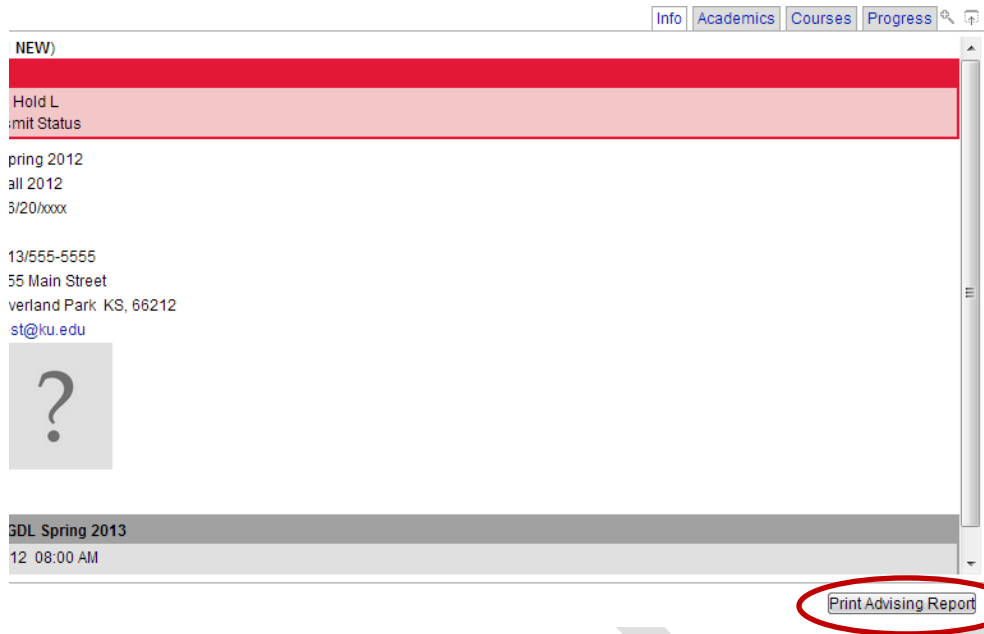 Info Academics Courses Progress
NEW)
Hold L
mit Status
pring 2012
all 2012
6/20/xxxx
13/555-5555
55 Main Street
verland Park KS, 66212
st@ku.edu
?
GDL Spring 2013
12 08:00 AM
Print Advising Report